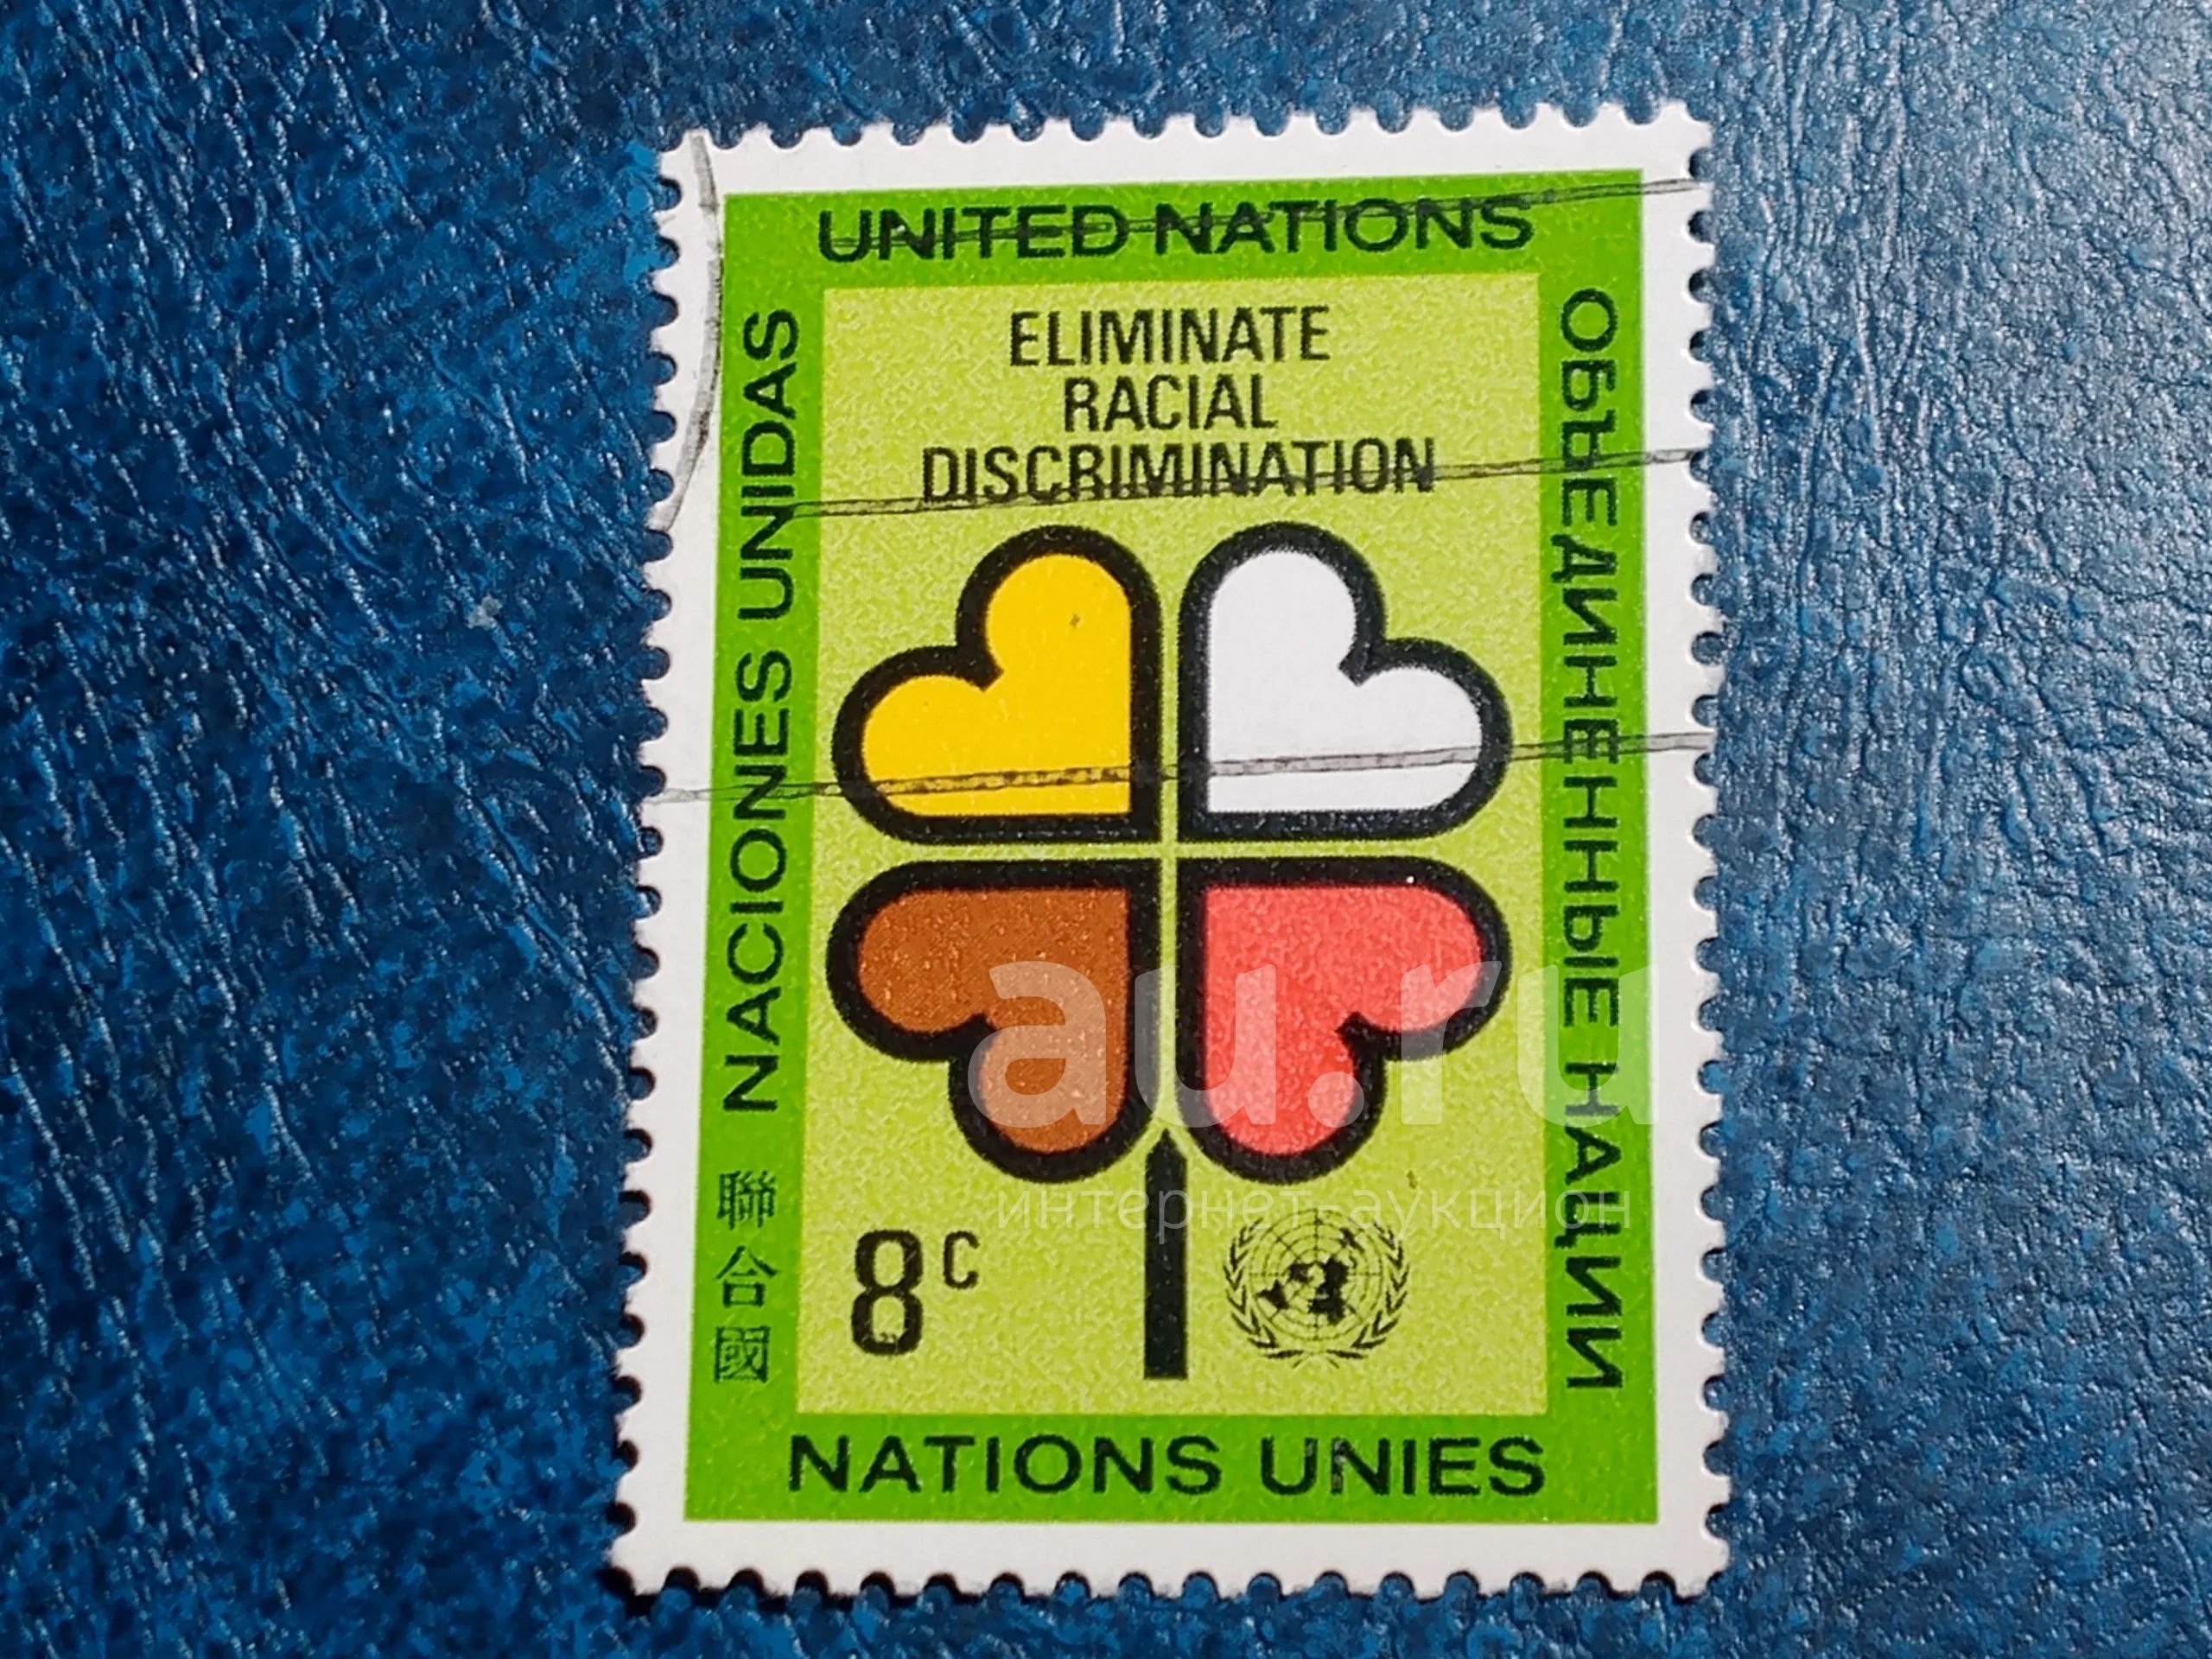 UNITED NATIONS
ELIMINATE
RACIAL
DISCRIMINATION
NACIONES UNIDAS
ОБЪЕДИНЕННЫЕ НАЦИИ
聯合國
8c
NATIONS UNIES
au.ru
интернет-аукцион